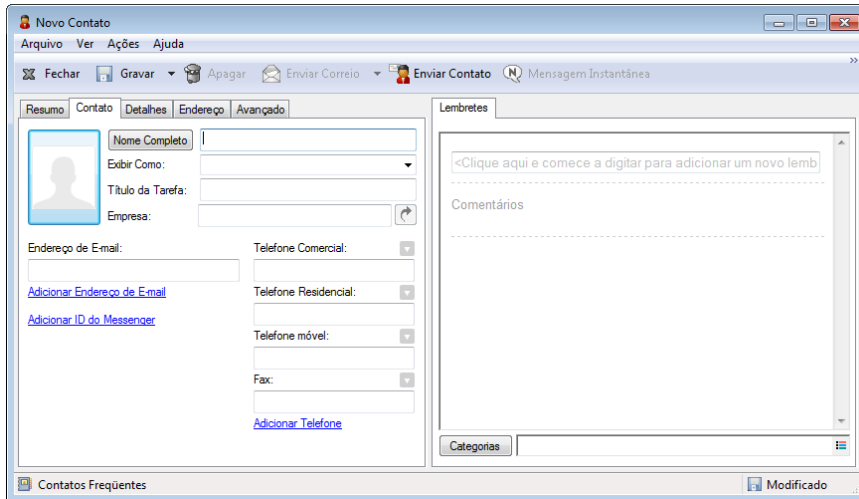 Novo Contato
Arquivo Ver Ações Ajuda
Fechar Gravar Apagar Enviar Correio Enviar Contato Mensagem Instantânea
Resumo Contato Detalhes Endereço Avançado
Nome Completo
Exibir Como:
Título da Tarefa:
Empresa:
Endereço de E-mail:
Adicionar Endereço de E-mail
Adicionar ID do Messenger
Telefone Comercial:
Telefone Residencial:
Telefone móvel:
Fax:
Adicionar Telefone
Lembretes
<Clique aqui e comece a digitar para adicionar um novo lemb
Comentários
Categorias
Contatos Freqüentes
Modificado